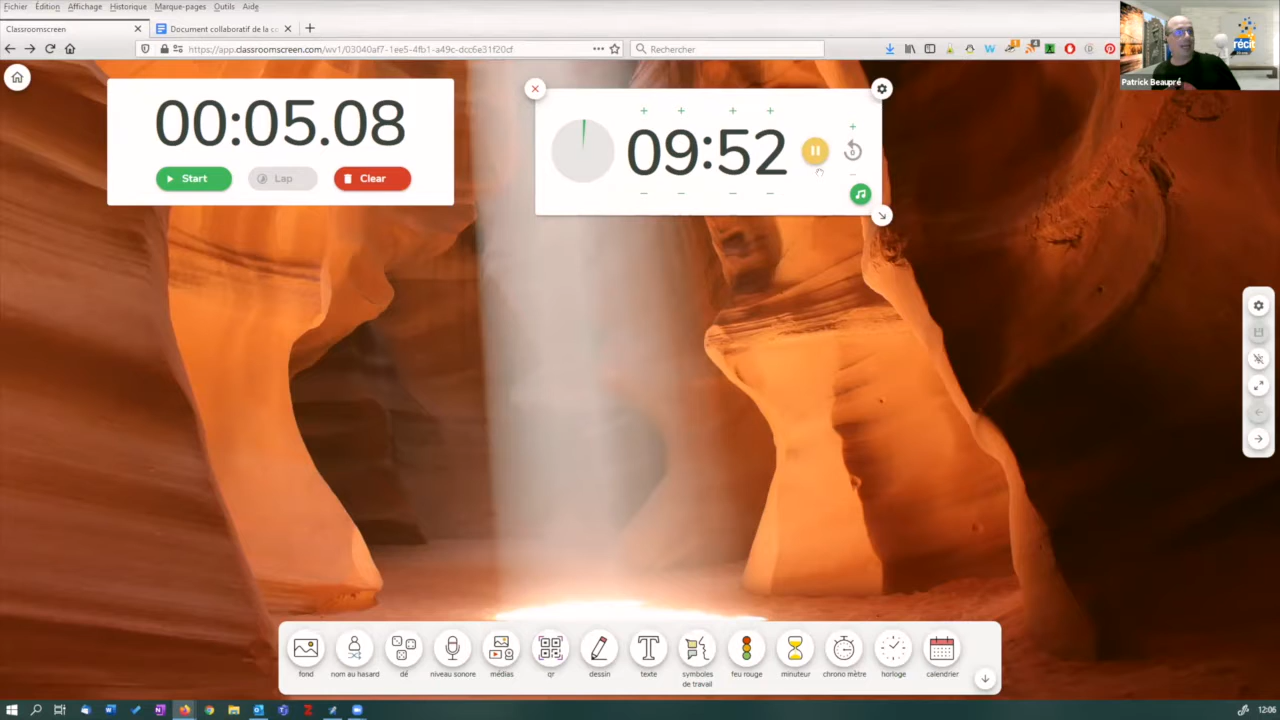 Fichier Édition Affichage Historique Marque-pages Outils Aide
Classroomscreen
Document collaboratif de la co
https://app.classroomscreen.com/wv1/03040af7-1ee5-4fb1-a49c-dcc6e31f20cf
Rechercher
récit
Patrick Beaupré
00:05.08
Start
Lap
Clear
09:52
0
fond
nom au hasard
dé
niveau sonore
médias
qr
dessin
texte
symboles
de travail
feu rouge
minuteur
chrono mètre
horloge
calendrier
12:06